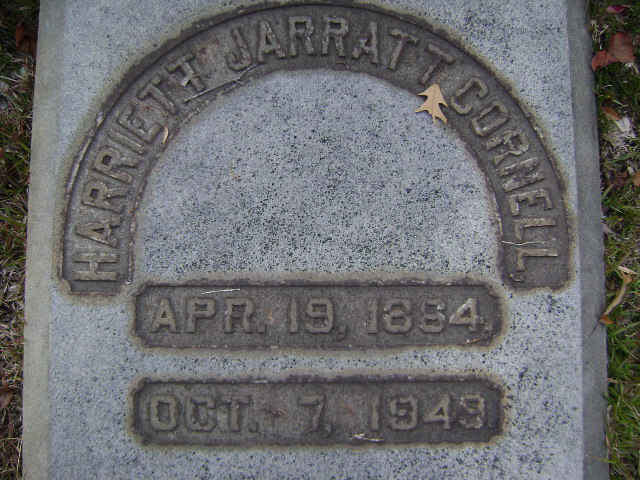 HARRIETT JARRATT CORNELL,
APR. 19, 1864,
OCT. 7, 1943.